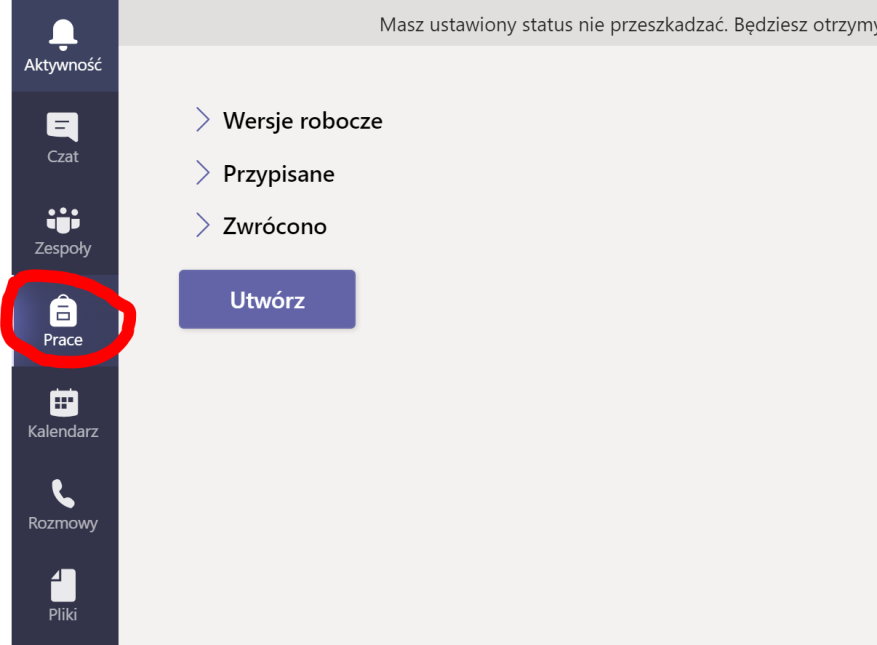 Masz ustawiony status nie przeszkadzać. Będziesz otrzymy
Aktywność
Czat
Zespoły
Prace
Kalendarz
Rozmowy
Pliki
Wersje robocze
Przypisane
Zwrócono
Utwórz